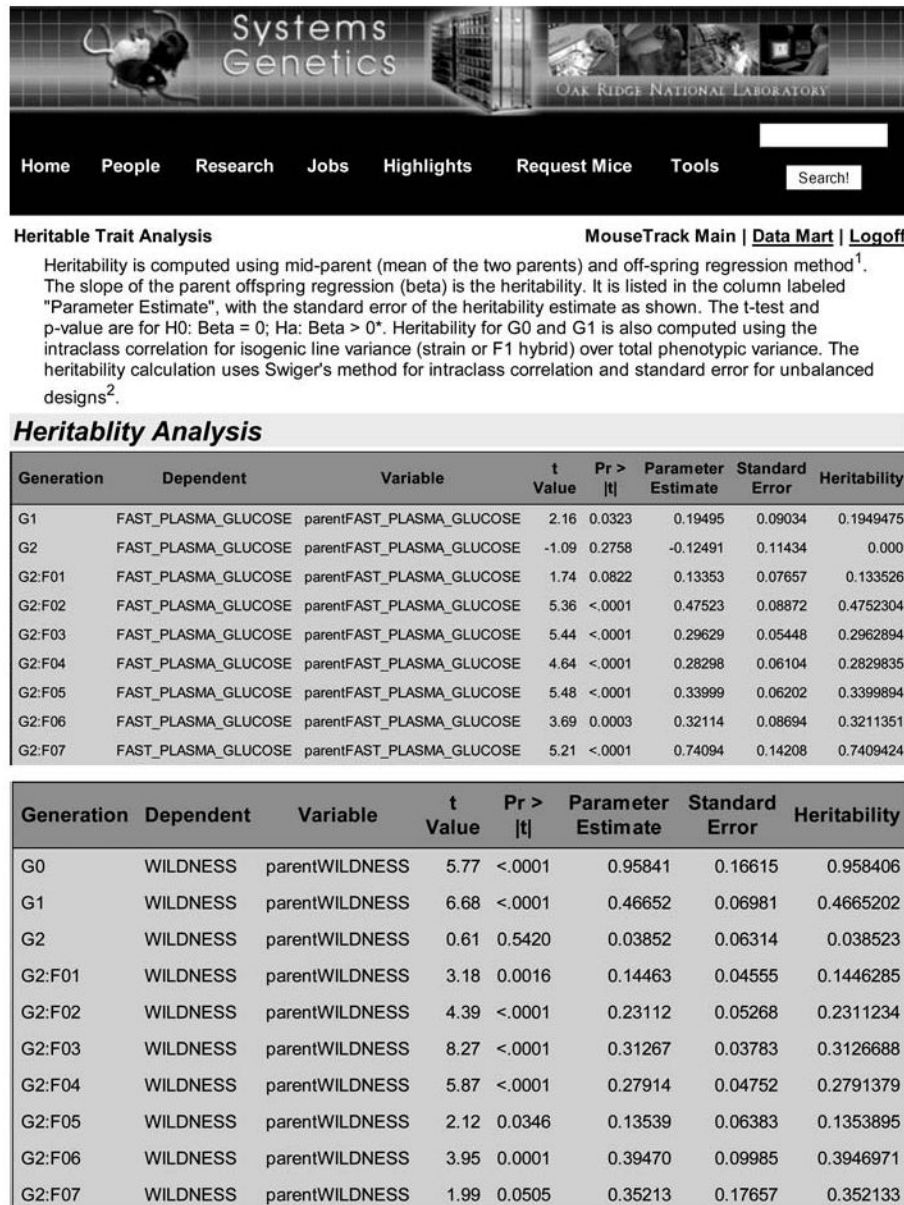 Systems
Genetics
OAK RIDGE NATIONAL LABORATORY
Home People Research Jobs Highlights Request Mice Tools Search!
Heritable Trait Analysis MouseTrack Main | Data Mart | Logoff
Heritability is computed using mid-parent (mean of the two parents) and off-spring regression method1.
The slope of the parent offspring regression (beta) is the heritability. It is listed in the column labeled
"Parameter Estimate", with the standard error of the heritability estimate as shown. The t-test and
p-value are for H0: Beta = 0; Ha: Beta > 0*. Heritability for G0 and G1 is also computed using the
intraclass correlation for isogenic line variance (strain or F1 hybrid) over total phenotypic variance. The
heritability calculation uses Swiger's method for intraclass correlation and standard error for unbalanced
designs2.
Heritablity Analysis
Generation Dependent Variable t Value Pr > |t| Parameter Estimate Standard Error Heritability
G1 FAST_PLASMA_GLUCOSE parentFAST_PLASMA_GLUCOSE 2.16 0.0323 0.19495 0.09034 0.1949475
G2 FAST_PLASMA_GLUCOSE parentFAST_PLASMA_GLUCOSE -1.09 0.2758 -0.12491 0.11434 0.000
G2:F01 FAST_PLASMA_GLUCOSE parentFAST_PLASMA_GLUCOSE 1.74 0.0822 0.13353 0.07657 0.133526
G2:F02 FAST_PLASMA_GLUCOSE parentFAST_PLASMA_GLUCOSE 5.36 <.0001 0.47523 0.08872 0.4752304
G2:F03 FAST_PLASMA_GLUCOSE parentFAST_PLASMA_GLUCOSE 5.44 <.0001 0.29629 0.05448 0.2962894
G2:F04 FAST_PLASMA_GLUCOSE parentFAST_PLASMA_GLUCOSE 4.64 <.0001 0.28298 0.06104 0.2829835
G2:F05 FAST_PLASMA_GLUCOSE parentFAST_PLASMA_GLUCOSE 5.48 <.0001 0.33999 0.06202 0.3399894
G2:F06 FAST_PLASMA_GLUCOSE parentFAST_PLASMA_GLUCOSE 3.69 0.0003 0.32114 0.08694 0.3211351
G2:F07 FAST_PLASMA_GLUCOSE parentFAST_PLASMA_GLUCOSE 5.21 <.0001 0.74094 0.14208 0.7409424
Generation Dependent Variable t Value Pr > |t| Parameter Estimate Standard Error Heritability
G0 WILDNESS parentWILDNESS 5.77 <.0001 0.95841 0.16615 0.958406
G1 WILDNESS parentWILDNESS 6.68 <.0001 0.46652 0.06981 0.4665202
G2 WILDNESS parentWILDNESS 0.61 0.5420 0.03852 0.06314 0.038523
G2:F01 WILDNESS parentWILDNESS 3.18 0.0016 0.14463 0.04555 0.1446285
G2:F02 WILDNESS parentWILDNESS 4.39 <.0001 0.23112 0.05268 0.2311234
G2:F03 WILDNESS parentWILDNESS 8.27 <.0001 0.31267 0.03783 0.3126688
G2:F04 WILDNESS parentWILDNESS 5.87 <.0001 0.27914 0.04752 0.2791379
G2:F05 WILDNESS parentWILDNESS 2.12 0.0346 0.13539 0.06383 0.1353895
G2:F06 WILDNESS parentWILDNESS 3.95 0.0001 0.39470 0.09985 0.3946971
G2:F07 WILDNESS parentWILDNESS 1.99 0.0505 0.35213 0.17657 0.352133